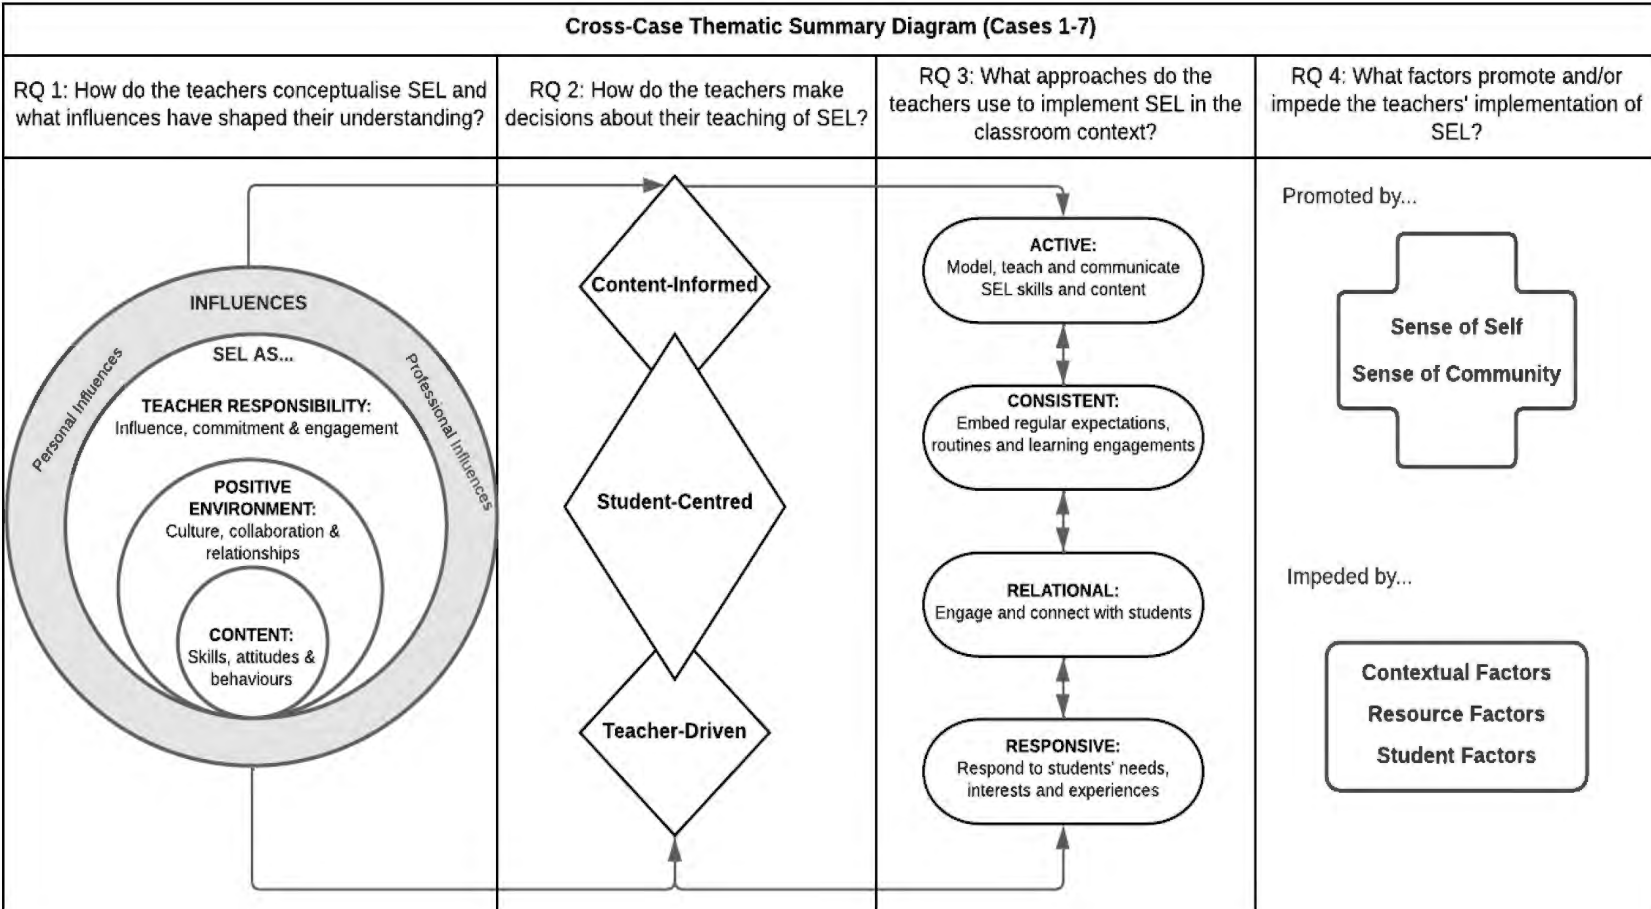 Cross-Case Thematic Summary Diagram (Cases 1-7)
RQ 1: How do the teachers conceptualise SEL and
what influences have shaped their understanding?
RQ 2: How do the teachers make
decisions about their teaching of SEL?
RQ 3: What approaches do the
teachers use to implement SEL in the
classroom context?
RQ 4: What factors promote and/or
impede the teachers' implementation of
SEL?
INFLUENCES
Personal Influences
Professional Influences
SEL AS...
TEACHER RESPONSIBILITY:
Influence, commitment & engagement
POSITIVE
ENVIRONMENT:
Culture, collaboration &
relationships
CONTENT:
Skills, attitudes &
behaviours
Content-Informed
Student-Centred
Teacher-Driven
ACTIVE:
Model, teach and communicate
SEL skills and content
CONSISTENT:
Embed regular expectations,
routines and learning engagements
RELATIONAL:
Engage and connect with students
RESPONSIVE:
Respond to students' needs,
interests and experiences
Promoted by...
Sense of Self
Sense of Community
Impeded by...
Contextual Factors
Resource Factors
Student Factors